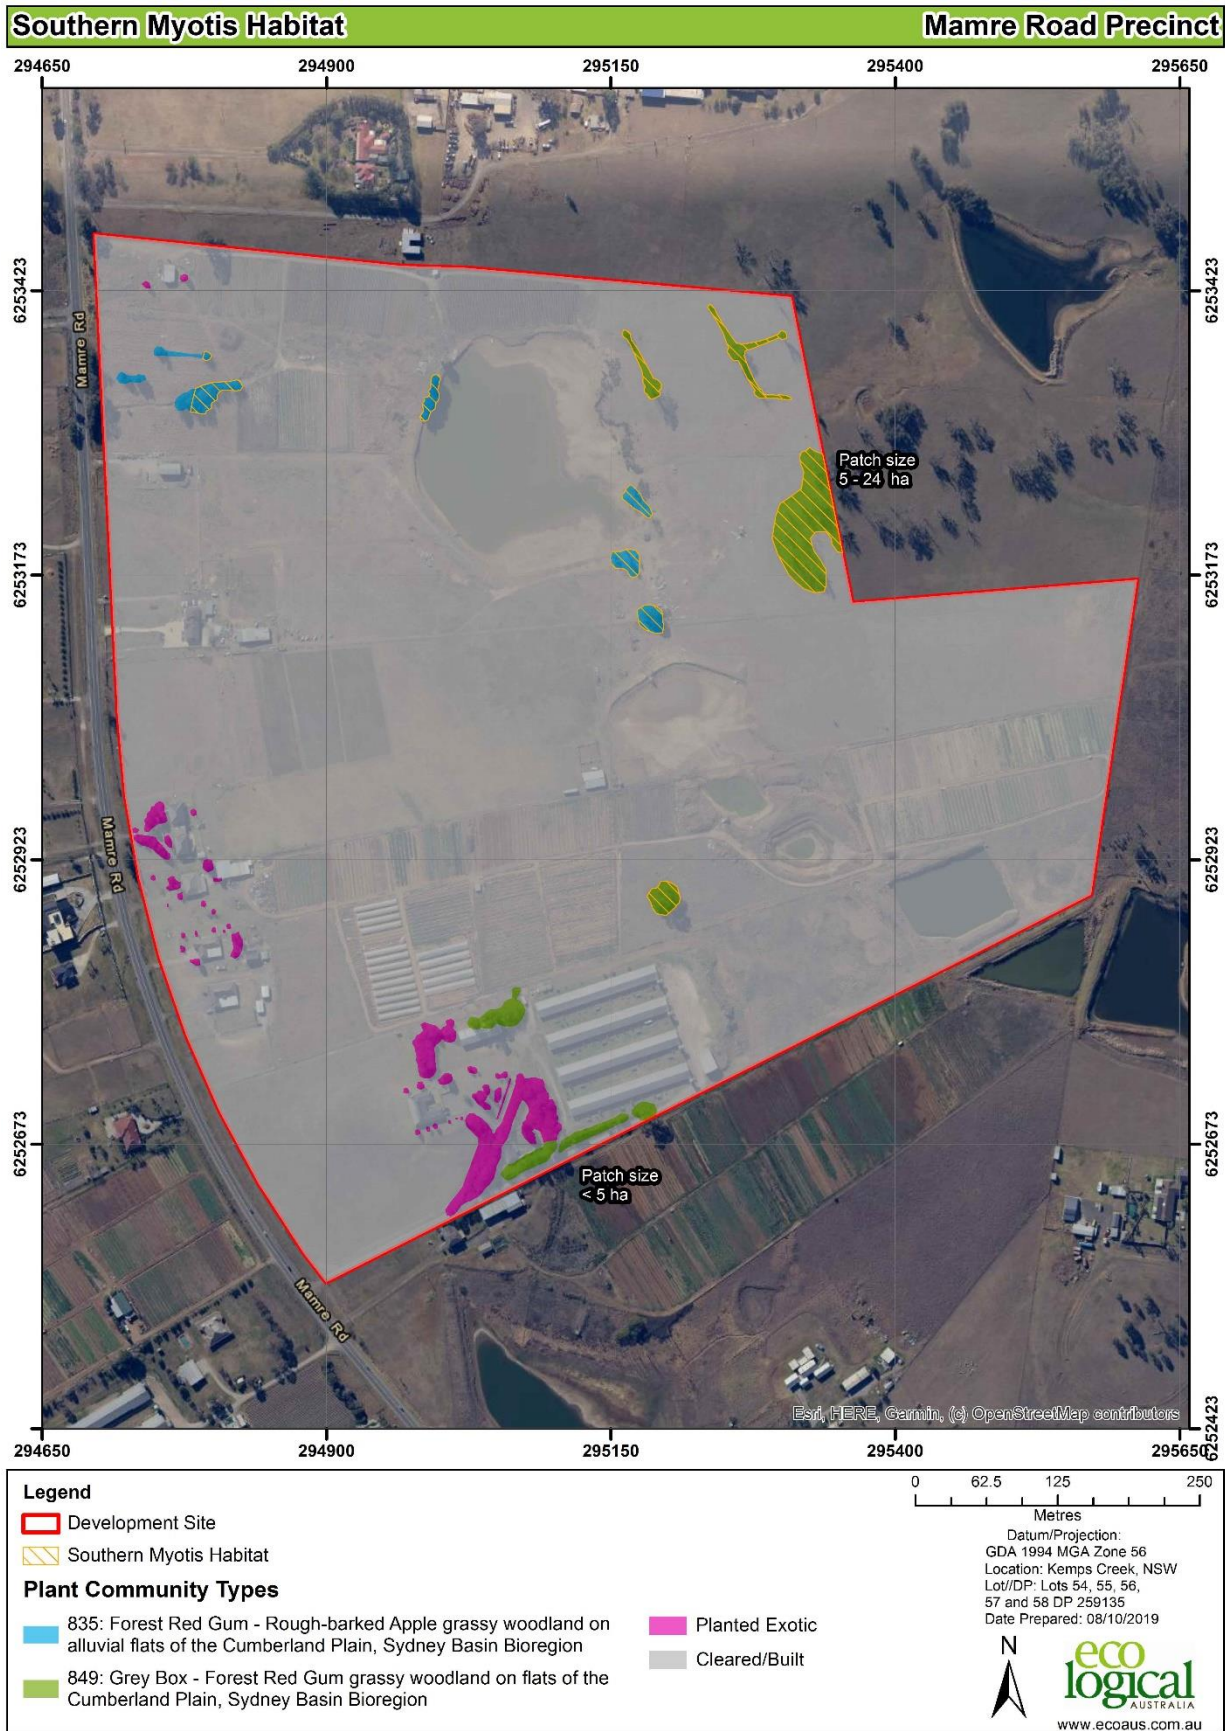 Southern Myotis Habitat
Mamre Road Precinct
294650
294900
295150
295400
295650
6253423
6253423
Mamre Rd
Patch size
5 - 24 ha
6253173
6253173
Mamre Rd
6252923
6252923
6252673
6252673
Patch size
< 5 ha
Mamre Rd
Esri, HERE, Garmin, (c) OpenStreetMap contributors
6252423
294650
294900
295150
295400
295650
Legend
Development Site
Southern Myotis Habitat
Plant Community Types
835: Forest Red Gum - Rough-barked Apple grassy woodland on
alluvial flats of the Cumberland Plain, Sydney Basin Bioregion
849: Grey Box - Forest Red Gum grassy woodland on flats of the
Cumberland Plain, Sydney Basin Bioregion
Planted Exotic
Cleared/Built
0 62.5 125 250
Metres
Datum/Projection:
GDA 1994 MGA Zone 56
Location: Kemps Creek, NSW
Lot//DP: Lots 54, 55, 56,
57 and 58 DP 259135
Date Prepared: 08/10/2019
N
eco
logical
AUSTRALIA
www.ecoaus.com.au